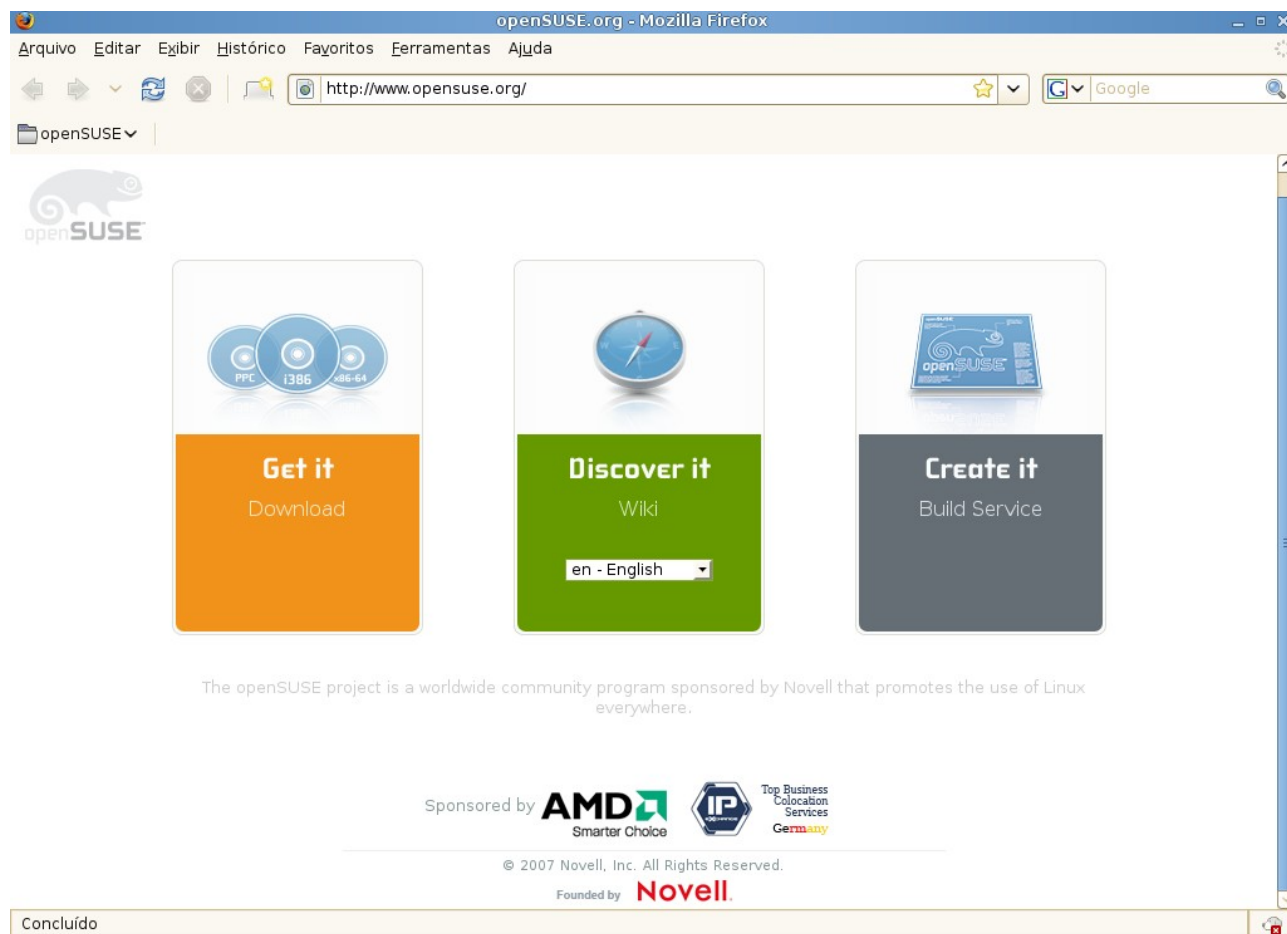 openSUSE.org - Mozilla Firefox
Arquivo Editar Exibir Histórico Favoritos Ferramentas Ajuda
http://www.opensuse.org/
G Google
openSUSE
openSUSE
PPC i386 x86-64
openSUSE
Get it
Download
Discover it
Wiki
en - English
Create it
Build Service
The openSUSE project is a worldwide community program sponsored by Novell that promotes the use of Linux
everywhere.
Sponsored by AMD
Smarter Choice
IP
Top Business
Colocation
Services
Germany
© 2007 Novell, Inc. All Rights Reserved.
Founded by Novell.
Concluído